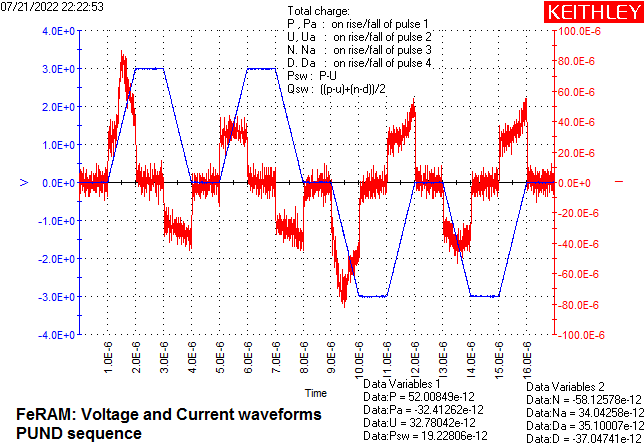 07/21/2022 22:22:53
KEITHLEY
Total charge:
P , Pa : on rise/fall of pulse 1
U, Ua : on rise/fall of pulse 2
N. Na : on rise/fall of pulse 3
D. Da : on rise/fall of pulse 4
Psw : P-U
Qsw : ((p-u)+(n-d))/2
4.0E+0
3.0E+0
2.0E+0
1.0E+0
0.0E+0
-1.0E+0
-2.0E+0
-3.0E+0
-4.0E+0
V
100.0E-6
80.0E-6
60.0E-6
40.0E-6
20.0E-6
0.0E+0
-20.0E-6
-40.0E-6
-60.0E-6
-80.0E-6
-100.0E-6
I
1.0E-6
2.0E-6
3.0E-6
4.0E-6
5.0E-6
6.0E-6
7.0E-6
8.0E-6
9.0E-6
10.0E-6
11.0E-6
12.0E-6
13.0E-6
14.0E-6
15.0E-6
16.0E-6
Time
FeRAM: Voltage and Current waveforms
PUND sequence
Data Variables 1
Data:P = 52.00849e-12
Data:Pa = -32.41262e-12
Data:U = 32.78042e-12
Data:Psw = 19.22806e-12
Data Variables 2
Data:N = -58.12578e-12
Data:Na = 34.04258e-12
Data:Da = 35.10007e-12
Data:D = -37.04741e-12